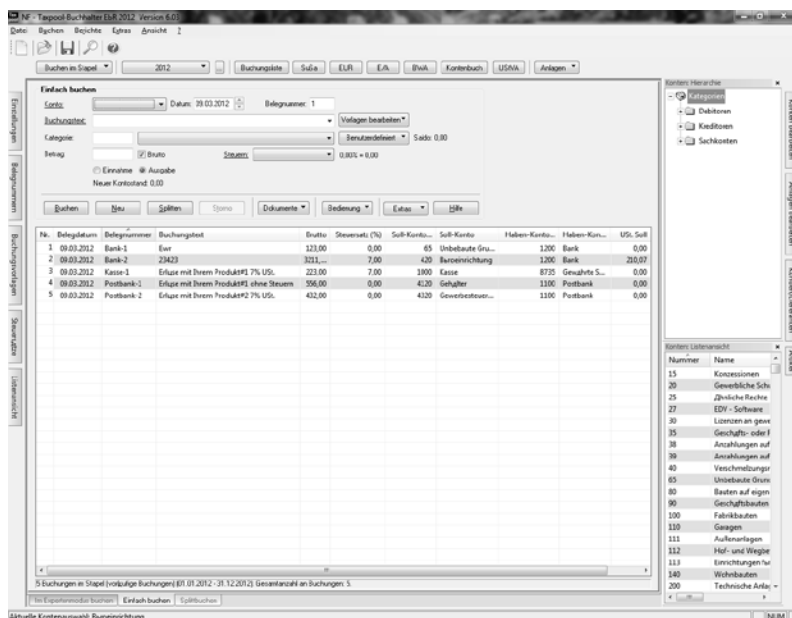 NF - Taxpool-Buchhalter EbR 2012 Version 6.03
Datei Buchen Berichte Extras Ansicht ?
Buchen in Stapel 2012 ... Buchungsliste SuSa EÜR E/A BWA Kontenbuch UStVA Anlagen
Einfach buchen
Konto: Datum: 09.03.2012 Belegnummer: 1
Buchungstext: Vorlagen bearbeiten
Kategorie: Benutzerdefiniert Saldo: 0,00
Betrag: Brutto Steuern: 0,00% = 0,00
Einnahme Ausgabe
Neuer Kontostand: 0,00
Buchen Neu Splitten Storno Dokumente Bedienung Extras Hilfe
Nr. Belegdatum Belegnummer Buchungstext Brutto Steuersatz (%) Soll-Konto... Soll-Konto Haben-Konto... Haben-Kon... USt. Soll
1 09.03.2012 Bank-1 Ewr 123,00 0,00 65 Unbebaute Gru... 1200 Bank 0,00
2 09.03.2012 Bank-2 23423 3211,... 7,00 420 Büroeinrichtung 1200 Bank 210,07
3 09.03.2012 Kasse-1 Erlöse mit Ihrem Produkt#1 7% USt. 223,00 7,00 1000 Kasse 8735 Gewährte S... 0,00
4 09.03.2012 Postbank-1 Erlöse mit Ihrem Produkt#1 ohne Steuern 556,00 0,00 4120 Gehälter 1100 Postbank 0,00
5 09.03.2012 Postbank-2 Erlöse mit Ihrem Produkt#2 7% USt. 432,00 0,00 4320 Gewerbesteuer... 1100 Postbank 0,00
5 Buchungen im Stapel (vorläufige Buchungen) (01.01.2012 - 31.12.2012). Gesamtanzahl an Buchungen: 5.
Im Expertenmodus buchen Einfach buchen Splittbuchen
Aktuelle Kontenauswahl: Büroeinrichtung
NUM
Einstellungen
Belegnummern
Buchungsvorlagen
Steuersätze
Listenansicht
Konten: Hierarchie
Kategorien
Debitoren
Kreditoren
Sachkonten
Konten: Listenansicht
Nummer Name
15 Konzessionen
20 Gewerbliche Schu
25 Ähnliche Rechte
27 EDV - Software
30 Lizenzen an gewe
35 Geschäfts- oder F
38 Anzahlungen auf
39 Anzahlungen auf
40 Verschmelzungsr
65 Unbebaute Grun
80 Bauten auf eigen
90 Geschäftsbauten
100 Fabrikbauten
110 Garagen
111 Außenanlagen
112 Hof- und Wegbe
113 Einrichtungen für
140 Wohnbauten
200 Technische Anlag
Konten bearbeiten
Anlagen bearbeiten